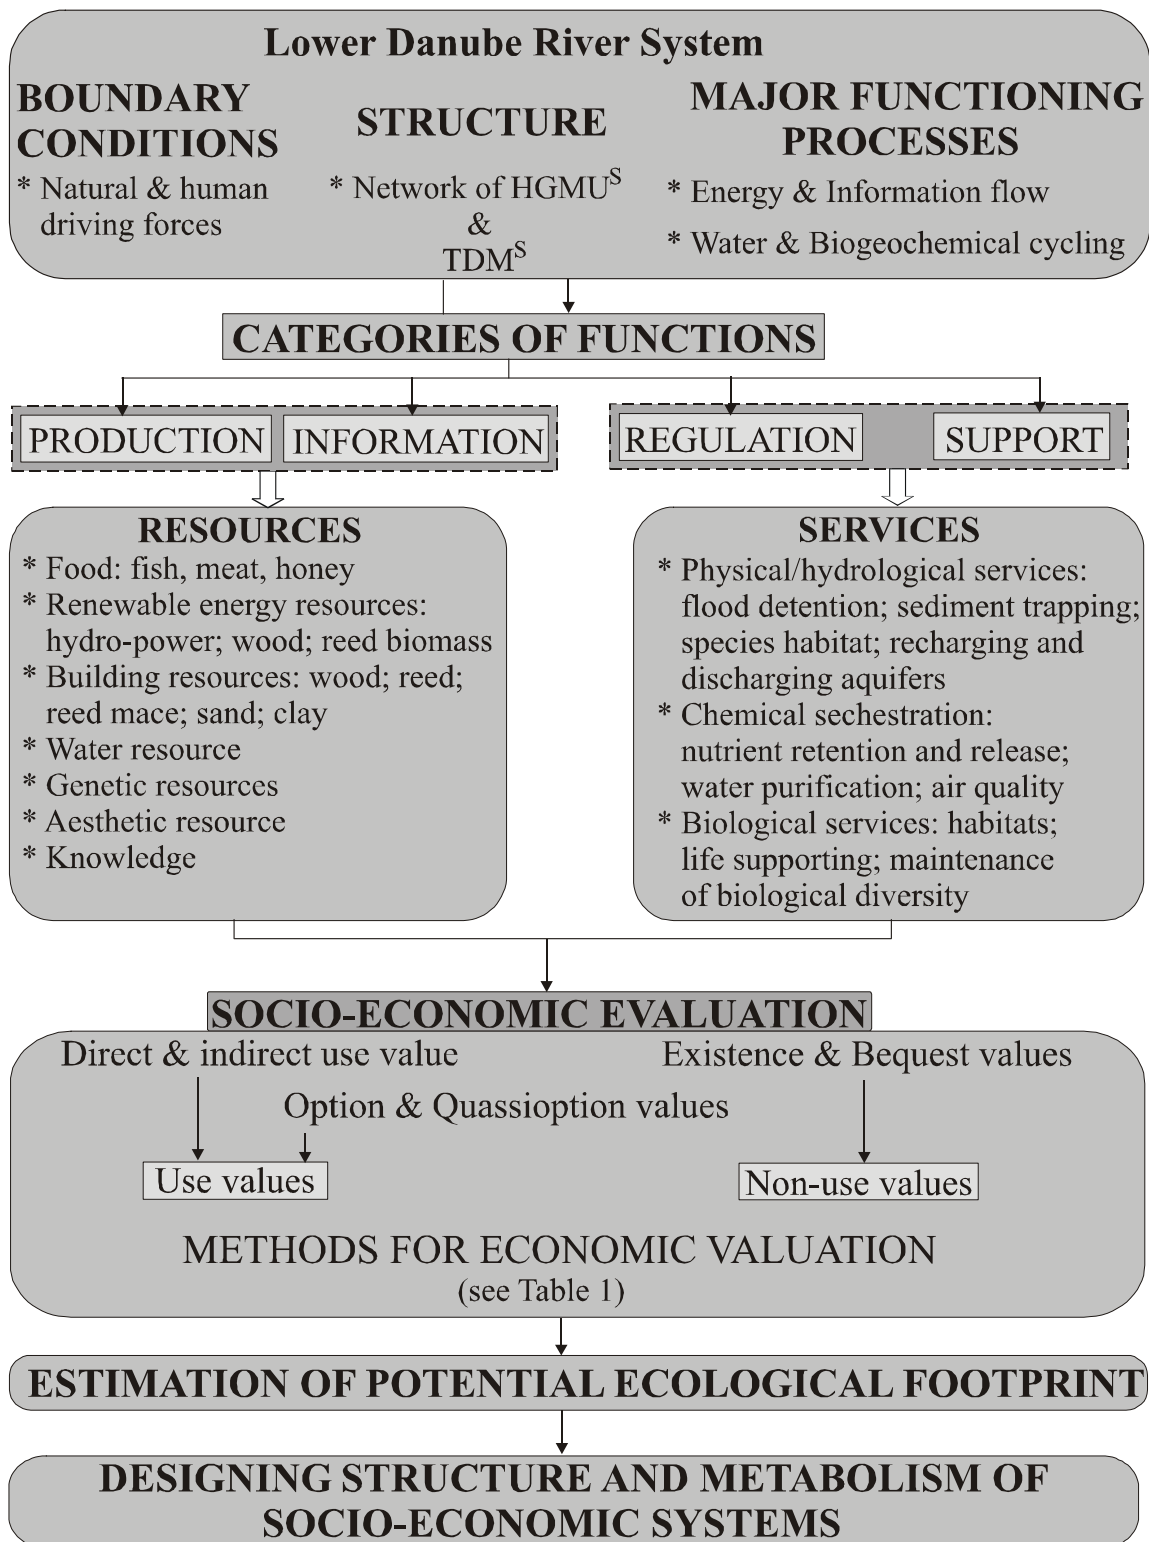 Lower Danube River System
BOUNDARY
CONDITIONS
* Natural & human
driving forces
STRUCTURE
* Network of HGMUS
&
TDMS
MAJOR FUNCTIONING
PROCESSES
* Energy & Information flow
* Water & Biogeochemical cycling
CATEGORIES OF FUNCTIONS
PRODUCTION
INFORMATION
REGULATION
SUPPORT
RESOURCES
* Food: fish, meat, honey
* Renewable energy resources:
hydro-power; wood; reed biomass
* Building resources: wood; reed;
reed mace; sand; clay
* Water resource
* Genetic resources
* Aesthetic resource
* Knowledge
SERVICES
* Physical/hydrological services:
flood detention; sediment trapping;
species habitat; recharging and
discharging aquifers
* Chemical sechestration:
nutrient retention and release;
water purification; air quality
* Biological services: habitats;
life supporting; maintenance
of biological diversity
SOCIO-ECONOMIC EVALUATION
Direct & indirect use value
Existence & Bequest values
Option & Quassioption values
Use values
Non-use values
METHODS FOR ECONOMIC VALUATION
(see Table 1)
ESTIMATION OF POTENTIAL ECOLOGICAL FOOTPRINT
DESIGNING STRUCTURE AND METABOLISM OF
SOCIO-ECONOMIC SYSTEMS